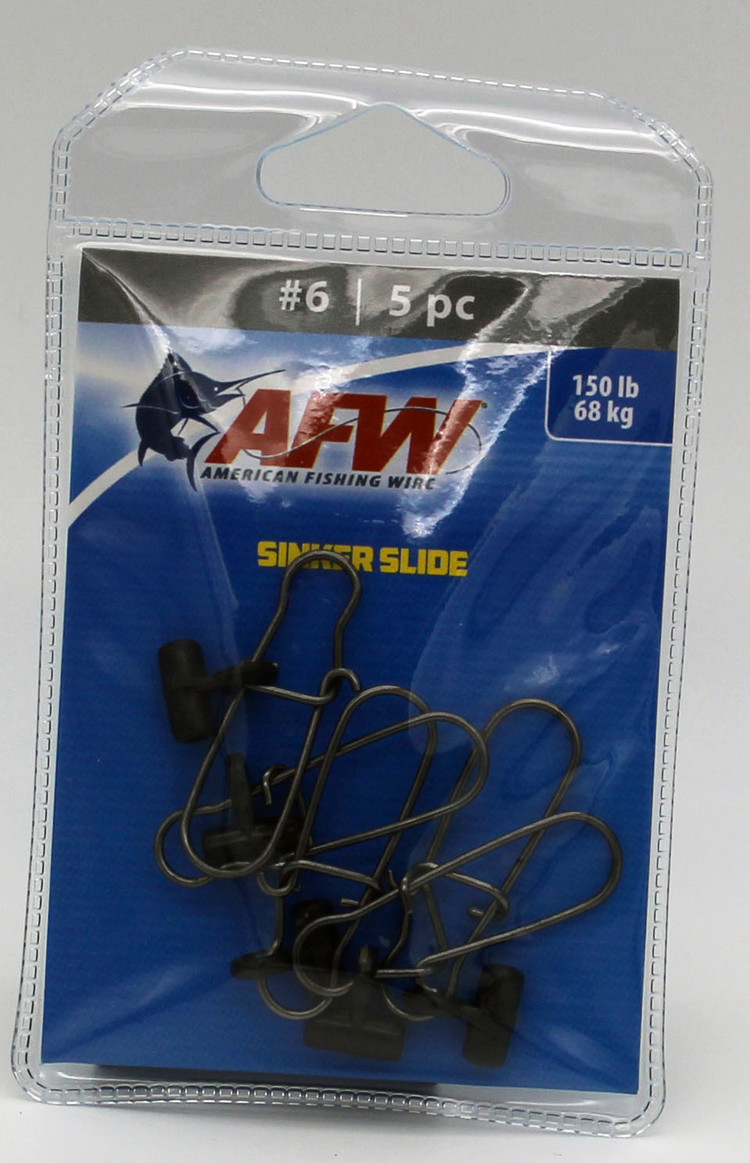 #6 | 5 pc
150 lb
68 kg
AFW
AMERICAN FISHING WIRE
SINKER SLIDE